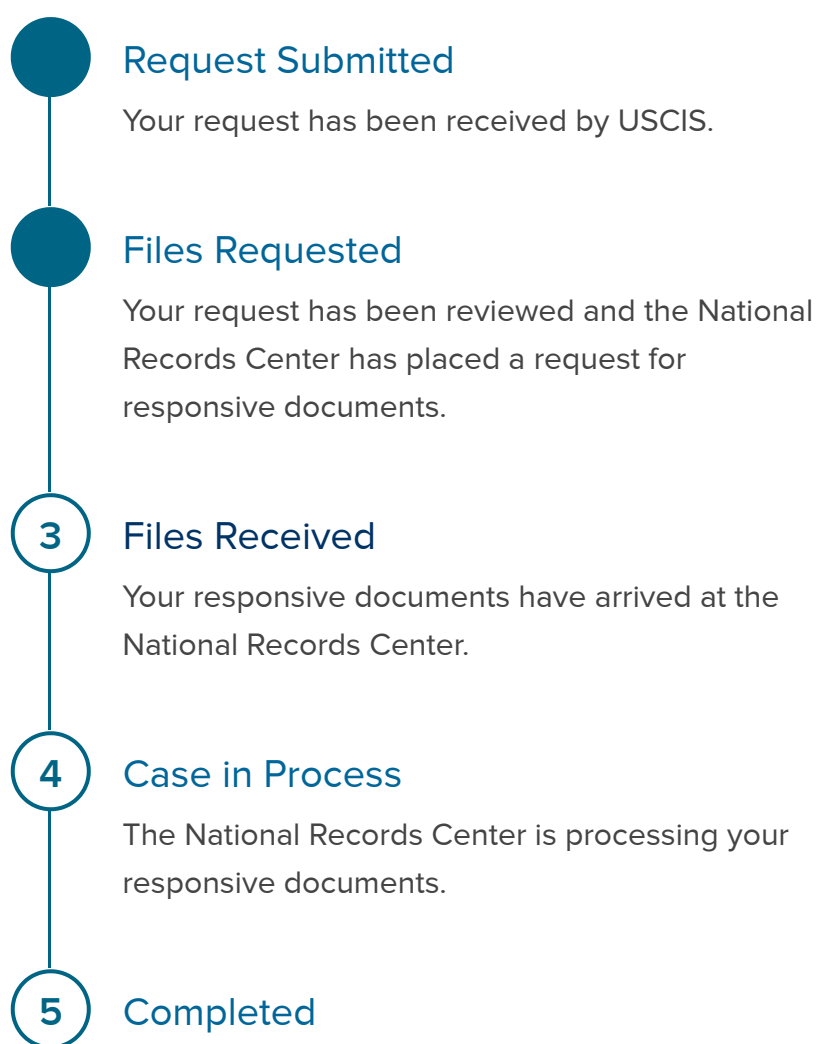 Request Submitted
Your request has been received by USCIS.
Files Requested
Your request has been reviewed and the National
Records Center has placed a request for
responsive documents.
3
Files Received
Your responsive documents have arrived at the
National Records Center.
4
Case in Process
The National Records Center is processing your
responsive documents.
5
Completed